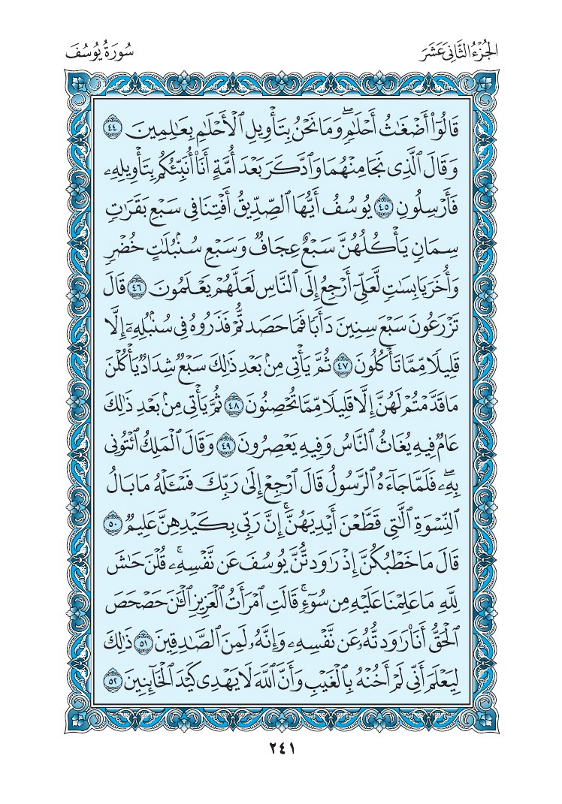 الجُزْءُ الثَّانِي عَشَرَ
سُورَةُ يُوسُفَ
قَالُوٓا۟ أَضْغَٰثُ أَحْلَٰمٍۢ ۖ وَمَا نَحْنُ بِتَأْوِيلِ ٱلْأَحْلَٰمِ بِعَٰلِمِينَ ٤٤
وَقَالَ ٱلَّذِى نَجَا مِنْهُمَا وَٱدَّكَرَ بَعْدَ أُمَّةٍ أَنَا۠ أُنَبِّئُكُم بِتَأْوِيلِهِۦ
فَأَرْسِلُونِ ٤٥ يُوسُفُ أَيُّهَا ٱلصِّدِّيقُ أَفْتِنَا فِى سَبْعِ بَقَرَٰتٍۢ
سِمَانٍۢ يَأْكُلُهُنَّ سَبْعٌ عِجَافٌۭ وَسَبْعِ سُنۢبُلَٰتٍ خُضْرٍۢ
وَأُخَرَ يَابِسَٰتٍۢ لَّعَلِّىٓ أَرْجِعُ إِلَى ٱلنَّاسِ لَعَلَّهُمْ يَعْلَمُونَ ٤٦ قَالَ
تَزْرَعُونَ سَبْعَ سِنِينَ دَأَبًۭا فَمَا حَصَدتُّمْ فَذَرُوهُ فِى سُنۢبُلِهِۦٓ إِلَّا
قَلِيلًۭا مِّمَّا تَأْكُلُونَ ٤٧ ثُمَّ يَأْتِى مِنۢ بَعْدِ ذَٰلِكَ سَبْعٌۭ شِدَادٌۭ يَأْكُلْنَ
مَا قَدَّمْتُمْ لَهُنَّ إِلَّا قَلِيلًۭا مِّمَّا تُحْصِنُونَ ٤٨ ثُمَّ يَأْتِى مِنۢ بَعْدِ ذَٰلِكَ
عَامٌۭ فِيهِ يُغَاثُ ٱلنَّاسُ وَفِيهِ يَعْصِرُونَ ٤٩ وَقَالَ ٱلْمَلِكُ ٱئْتُونِى
بِهِۦ ۖ فَلَمَّا جَآءَهُ ٱلرَّسُولُ قَالَ ٱرْجِعْ إِلَىٰ رَبِّكَ فَسْـَٔلْهُ مَا بَالُ
ٱلنِّسْوَةِ ٱلَّٰتِى قَطَّعْنَ أَيْدِيَهُنَّ ۚ إِنَّ رَبِّى بِكَيْدِهِنَّ عَلِيمٌۭ ٥٠
قَالَ مَا خَطْبُكُنَّ إِذْ رَٰوَدتُّنَّ يُوسُفَ عَن نَّفْسِهِۦ ۚ قُلْنَ حَٰشَ
لِلَّهِ مَا عَلِمْنَا عَلَيْهِ مِن سُوٓءٍۢ ۚ قَالَتِ ٱمْرَأَتُ ٱلْعَزِيزِ ٱلْـَٰٔنَ حَصْحَصَ
ٱلْحَقُّ أَنَا۠ رَٰوَدتُّهُۥ عَن نَّفْسِهِۦ وَإِنَّهُۥ لَمِنَ ٱلصَّٰدِقِينَ ٥١ ذَٰلِكَ
لِيَعْلَمَ أَنِّى لَمْ أَخُنْهُ بِٱلْغَيْبِ وَأَنَّ ٱللَّهَ لَا يَهْدِى كَيْدَ ٱلْخَآئِنِينَ ٥٢
٢٤١